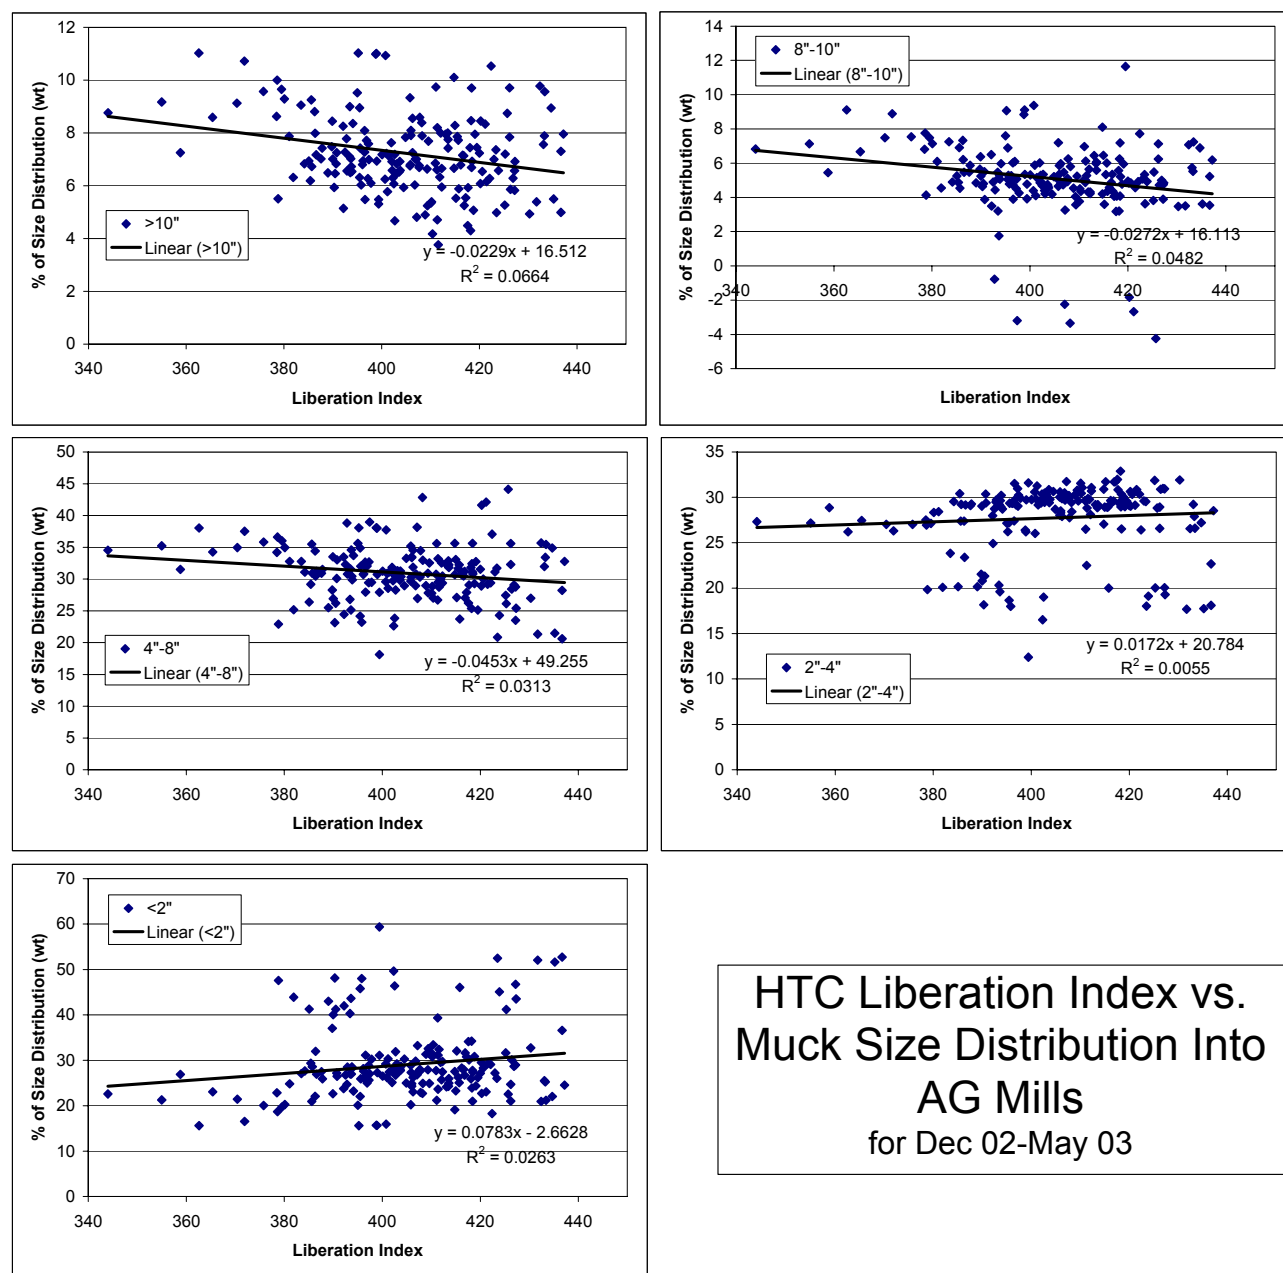 12
10
8
6
4
2
0
340 360 380 400 420 440
% of Size Distribution (wt)
Liberation Index
>10"
Linear (>10")
y = -0.0229x + 16.512
R² = 0.0664
14
12
10
8
6
4
2
0
-2
-4
-6
340 360 380 400 420 440
% of Size Distribution (wt)
Liberation Index
8"-10"
Linear (8"-10")
y = -0.0272x + 16.113
R² = 0.0482
50
45
40
35
30
25
20
15
10
5
0
340 360 380 400 420 440
% of Size Distribution (wt)
Liberation Index
4"-8"
Linear (4"-8")
y = -0.0453x + 49.255
R² = 0.0313
35
30
25
20
15
10
5
0
340 360 380 400 420 440
% of Size Distribution (wt)
Liberation Index
2"-4"
Linear (2"-4")
y = 0.0172x + 20.784
R² = 0.0055
70
60
50
40
30
20
10
0
340 360 380 400 420 440
% of Size Distribution (wt)
Liberation Index
<2"
Linear (<2")
y = 0.0783x - 2.6628
R² = 0.0263
HTC Liberation Index vs.
Muck Size Distribution Into
AG Mills
for Dec 02-May 03